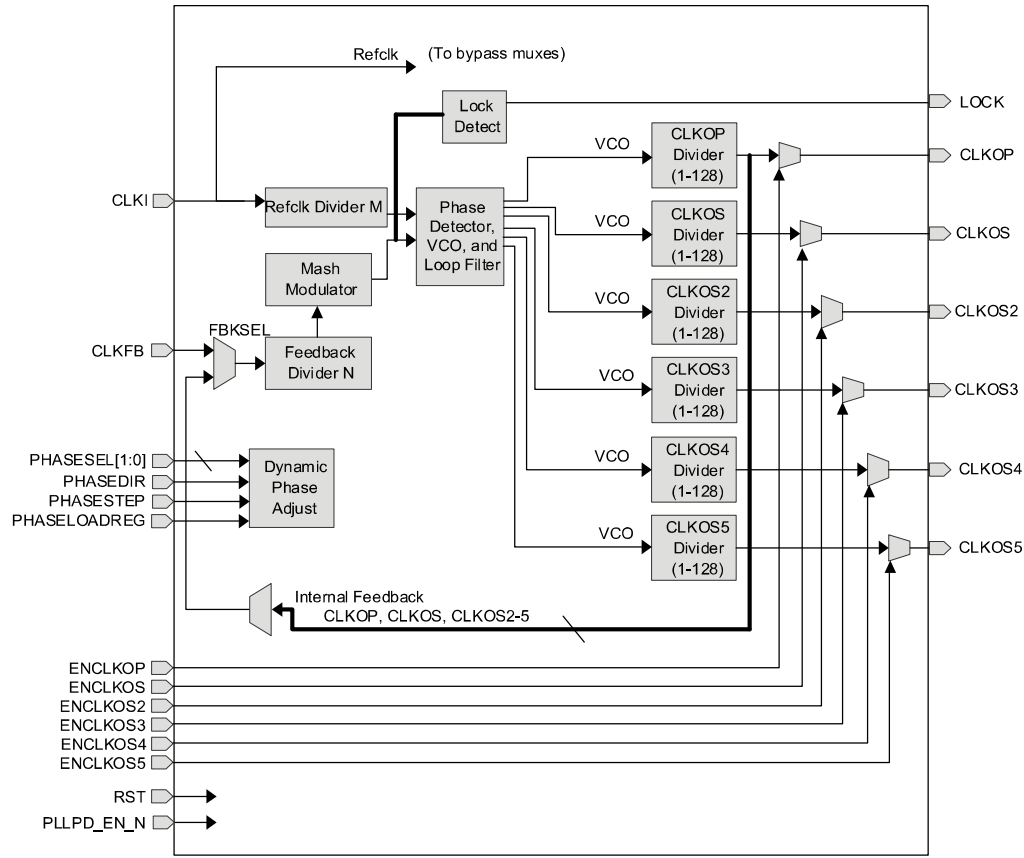 Refclk (To bypass muxes)
Lock
Detect
LOCK
VCO
CLKOP
Divider
(1-128)
CLKOP
CLKI
Refclk Divider M
Phase
Detector,
VCO, and
Loop Filter
VCO
CLKOS
Divider
(1-128)
CLKOS
Mash
Modulator
VCO
CLKOS2
Divider
(1-128)
CLKOS2
FBKSEL
CLKFB
Feedback
Divider N
VCO
CLKOS3
Divider
(1-128)
CLKOS3
PHASESEL[1:0]
PHASEDIR
PHASESTEP
PHASELOADREG
Dynamic
Phase
Adjust
VCO
CLKOS4
Divider
(1-128)
CLKOS4
VCO
CLKOS5
Divider
(1-128)
CLKOS5
Internal Feedback
CLKOP, CLKOS, CLKOS2-5
ENCLKOP
ENCLKOS
ENCLKOS2
ENCLKOS3
ENCLKOS4
ENCLKOS5
RST
PLLPD_EN_N